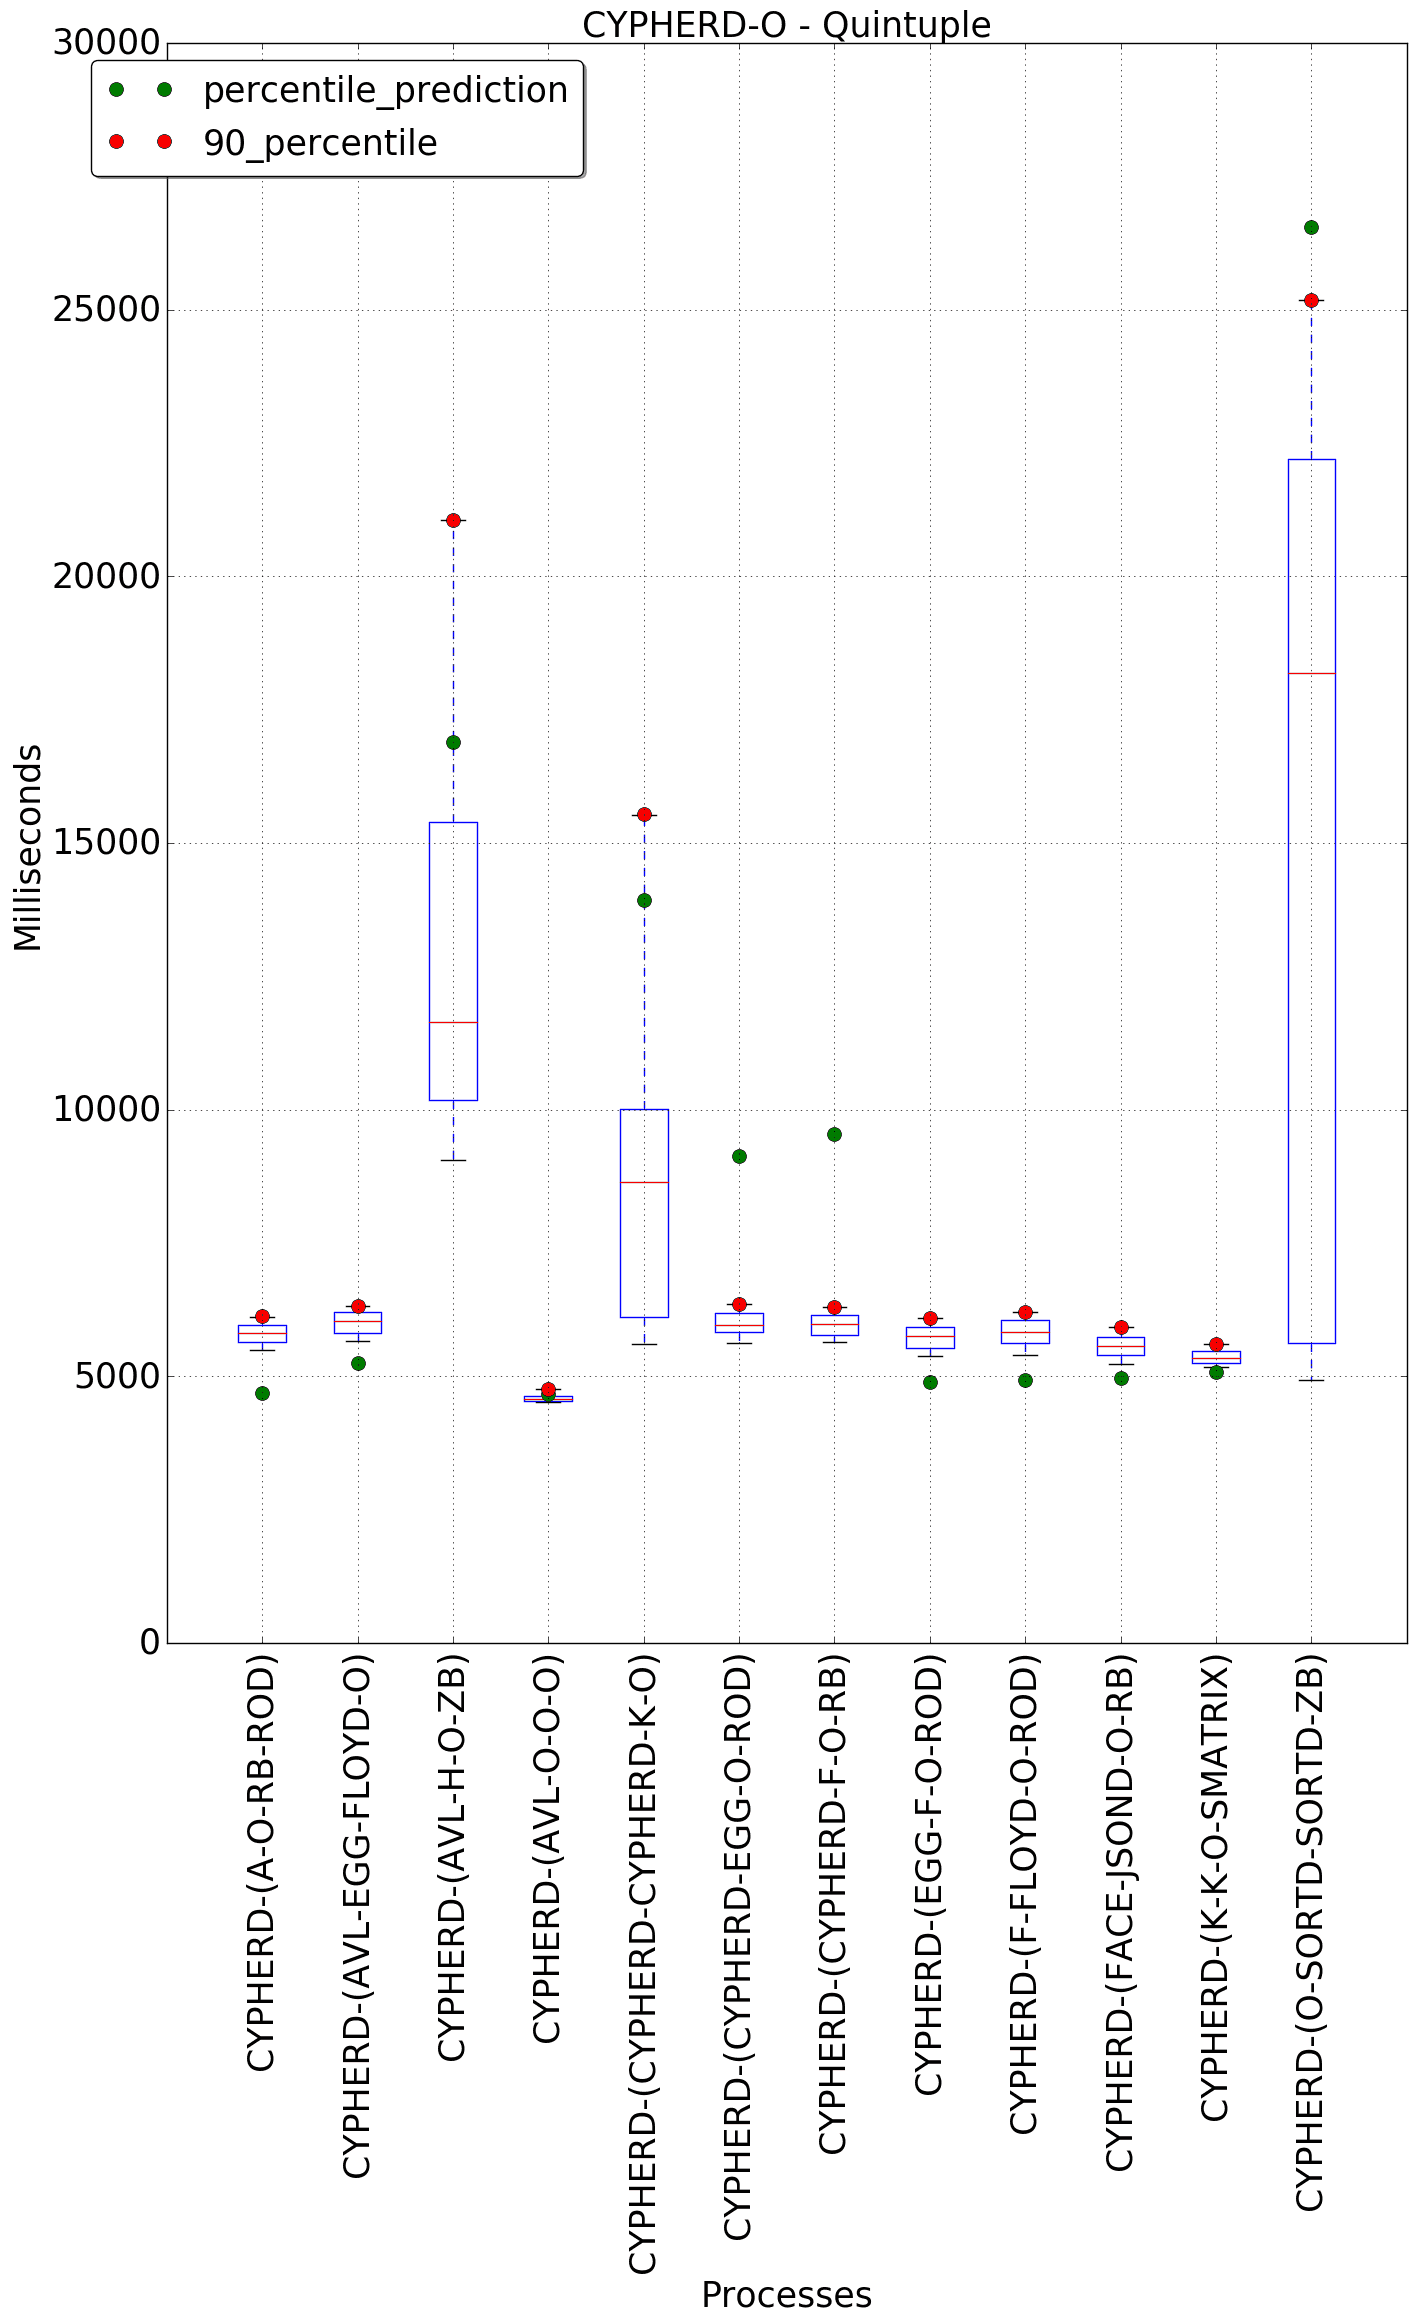 CYPHERD-O - Quintuple
percentile_prediction
90_percentile
30000
25000
20000
15000
10000
5000
0
Milliseconds
CYPHERD-(A-O-RB-ROD)
CYPHERD-(AVL-EGG-FLOYD-O)
CYPHERD-(AVL-H-O-ZB)
CYPHERD-(AVL-O-O-O)
CYPHERD-(CYPHERD-CYPHERD-K-O)
CYPHERD-(CYPHERD-EGG-O-ROD)
CYPHERD-(CYPHERD-F-O-RB)
CYPHERD-(EGG-F-O-ROD)
CYPHERD-(F-FLOYD-O-ROD)
CYPHERD-(FACE-JSOND-O-RB)
CYPHERD-(K-K-O-SMATRIX)
CYPHERD-(O-SORTD-SORTD-ZB)
Processes